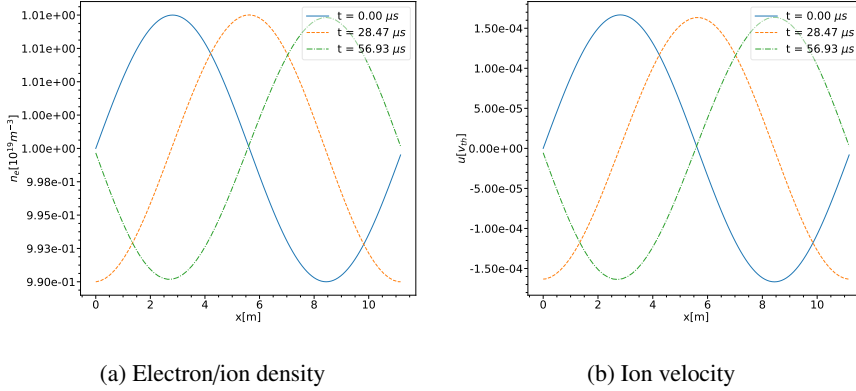 1.01e+00
1.01e+00
1.00e+00
1.00e+00
9.98e-01
9.95e-01
9.93e-01
9.90e-01
n_e[10^{19}m^{-3}]
0 2 4 6 8 10
x[m]
t = 0.00 μs
t = 28.47 μs
t = 56.93 μs
(a) Electron/ion density
1.50e-04
1.00e-04
5.00e-05
0.00e+00
-5.00e-05
-1.00e-04
-1.50e-04
u[v_{th}]
0 2 4 6 8 10
x[m]
t = 0.00 μs
t = 28.47 μs
t = 56.93 μs
(b) Ion velocity